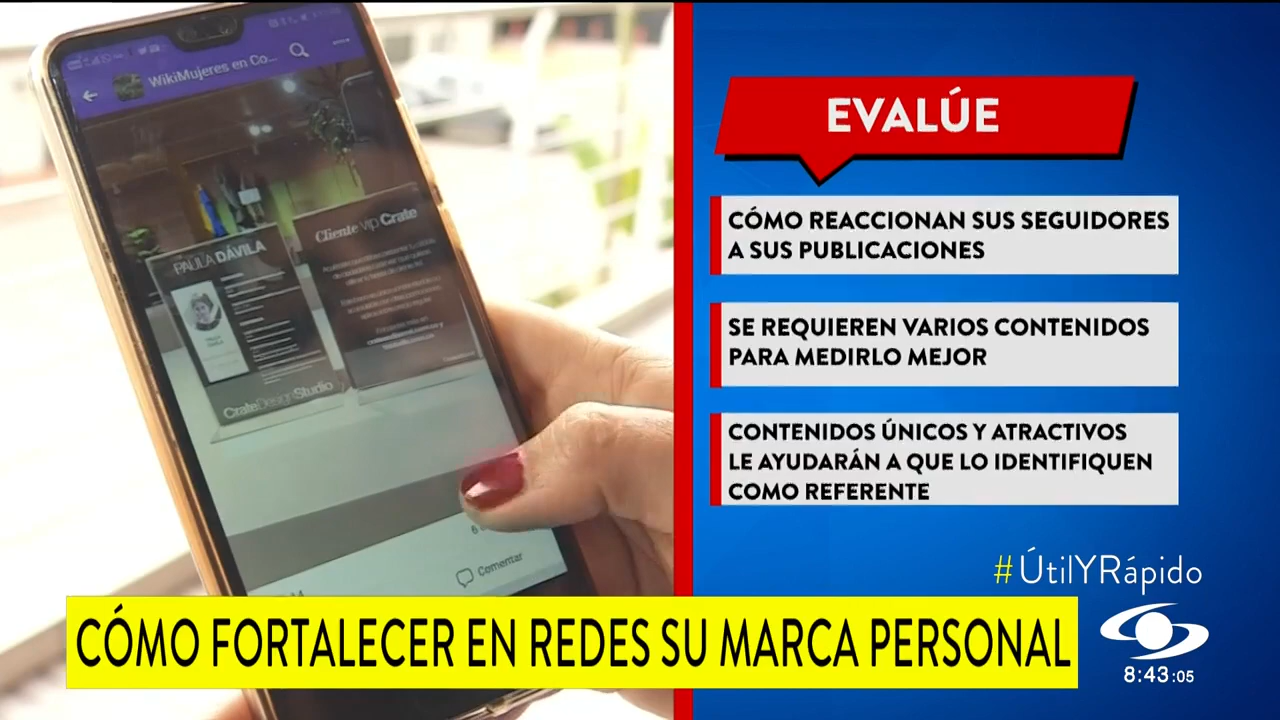 WikiMujeres en Co...
PAULA DÁVILA
Cliente VIP Crate
CrateDesignStudio
Comentar
EVALÚE
CÓMO REACCIONAN SUS SEGUIDORES
A SUS PUBLICACIONES
SE REQUIEREN VARIOS CONTENIDOS
PARA MEDIRLO MEJOR
CONTENIDOS ÚNICOS Y ATRACTIVOS
LE AYUDARÁN A QUE LO IDENTIFIQUEN
COMO REFERENTE
#ÚtilYRápido
CÓMO FORTALECER EN REDES SU MARCA PERSONAL
8:43:05